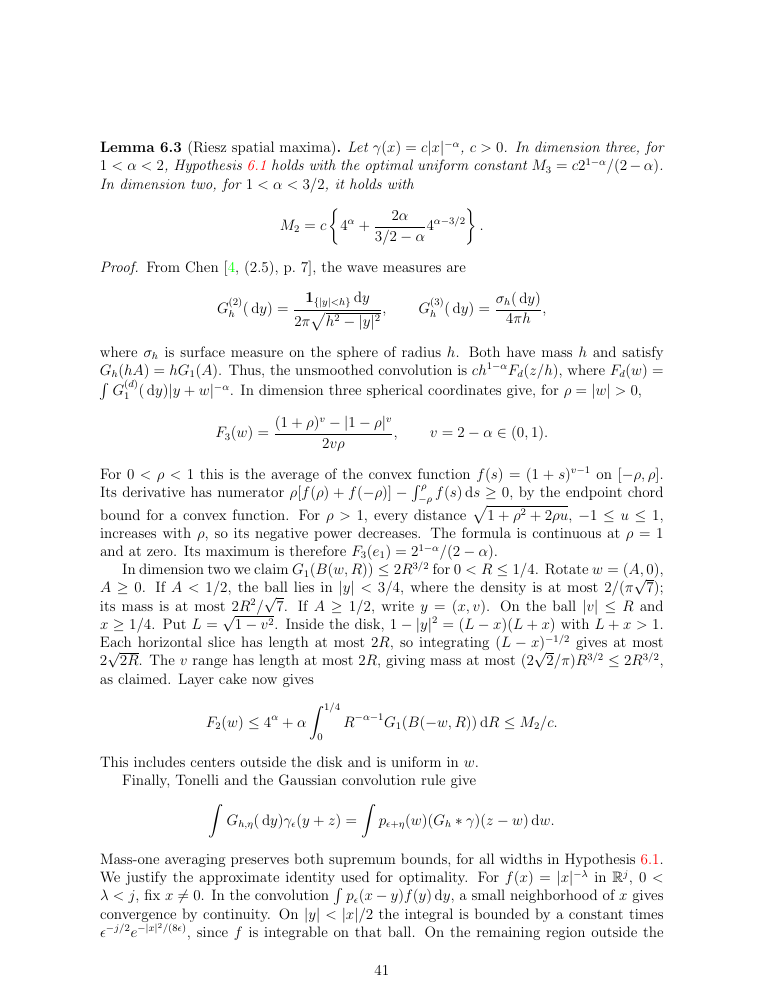 Lemma 6.3 (Riesz spatial maxima). Let γ(x) = c|x|^{−α}, c > 0. In dimension three, for
1 < α < 2, Hypothesis 6.1 holds with the optimal uniform constant M_3 = c2^{1−α}/(2 − α).
In dimension two, for 1 < α < 3/2, it holds with
M_2 = c { 4^α + \frac{2α}{3/2 − α} 4^{α−3/2} } .
Proof. From Chen [4, (2.5), p. 7], the wave measures are
G_h^{(2)}( dy) = \frac{1_{\{|y|<h\}} dy}{2π\sqrt{h^2 − |y|^2}}, G_h^{(3)}( dy) = \frac{σ_h( dy)}{4πh},
where σ_h is surface measure on the sphere of radius h. Both have mass h and satisfy
G_h(hA) = hG_1(A). Thus, the unsmoothed convolution is ch^{1−α}F_d(z/h), where F_d(w) =
∫ G_1^{(d)}( dy)|y + w|^{−α}. In dimension three spherical coordinates give, for ρ = |w| > 0,
F_3(w) = \frac{(1 + ρ)^v − |1 − ρ|^v}{2vρ}, v = 2 − α ∈ (0, 1).
For 0 < ρ < 1 this is the average of the convex function f(s) = (1 + s)^{v−1} on [−ρ, ρ].
Its derivative has numerator ρ[f(ρ) + f(−ρ)] − ∫_{−ρ}^{ρ} f(s) ds ≥ 0, by the endpoint chord
bound for a convex function. For ρ > 1, every distance \sqrt{1 + ρ^2 + 2ρu}, −1 ≤ u ≤ 1,
increases with ρ, so its negative power decreases. The formula is continuous at ρ = 1
and at zero. Its maximum is therefore F_3(e_1) = 2^{1−α}/(2 − α).
In dimension two we claim G_1(B(w, R)) ≤ 2R^{3/2} for 0 < R ≤ 1/4. Rotate w = (A, 0),
A ≥ 0. If A < 1/2, the ball lies in |y| < 3/4, where the density is at most 2/(π√7);
its mass is at most 2R^2/√7. If A ≥ 1/2, write y = (x, v). On the ball |v| ≤ R and
x ≥ 1/4. Put L = \sqrt{1 − v^2}. Inside the disk, 1 − |y|^2 = (L − x)(L + x) with L + x > 1.
Each horizontal slice has length at most 2R, so integrating (L − x)^{−1/2} gives at most
2\sqrt{2R}. The v range has length at most 2R, giving mass at most (2√2/π)R^{3/2} ≤ 2R^{3/2},
as claimed. Layer cake now gives
F_2(w) ≤ 4^α + α ∫_0^{1/4} R^{−α−1}G_1(B(−w, R)) dR ≤ M_2/c.
This includes centers outside the disk and is uniform in w.
Finally, Tonelli and the Gaussian convolution rule give
∫ G_{h,η}( dy)γ_ϵ(y + z) = ∫ p_{ϵ+η}(w)(G_h ∗ γ)(z − w) dw.
Mass-one averaging preserves both supremum bounds, for all widths in Hypothesis 6.1.
We justify the approximate identity used for optimality. For f(x) = |x|^{−λ} in ℝ^j, 0 <
λ < j, fix x ≠ 0. In the convolution ∫ p_ϵ(x − y)f(y) dy, a small neighborhood of x gives
convergence by continuity. On |y| < |x|/2 the integral is bounded by a constant times
ϵ^{−j/2}e^{−|x|^2/(8ϵ)}, since f is integrable on that ball. On the remaining region outside the
41